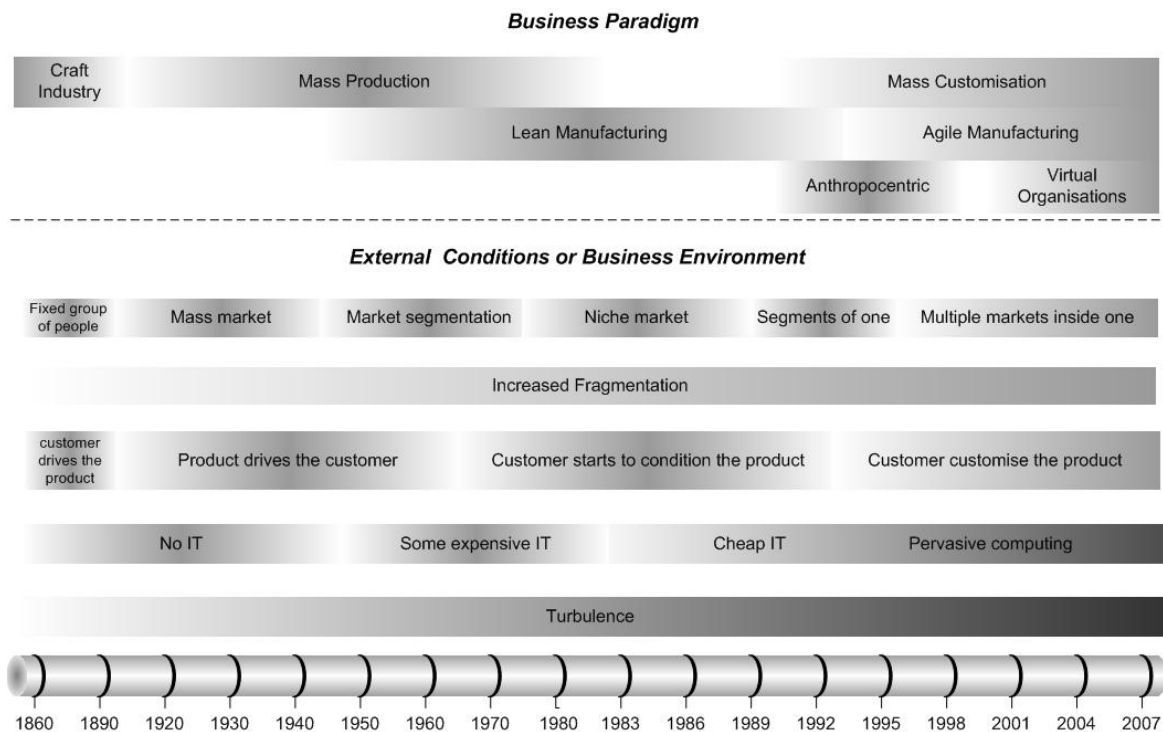 Business Paradigm
Craft
Industry
Mass Production
Mass Customisation
Lean Manufacturing
Agile Manufacturing
Anthropocentric
Virtual
Organisations
External Conditions or Business Environment
Fixed group
of people
Mass market
Market segmentation
Niche market
Segments of one
Multiple markets inside one
Increased Fragmentation
customer
drives the
product
Product drives the customer
Customer starts to condition the product
Customer customise the product
No IT
Some expensive IT
Cheap IT
Pervasive computing
Turbulence
1860 1890 1920 1930 1940 1950 1960 1970 1980 1983 1986 1989 1992 1995 1998 2001 2004 2007